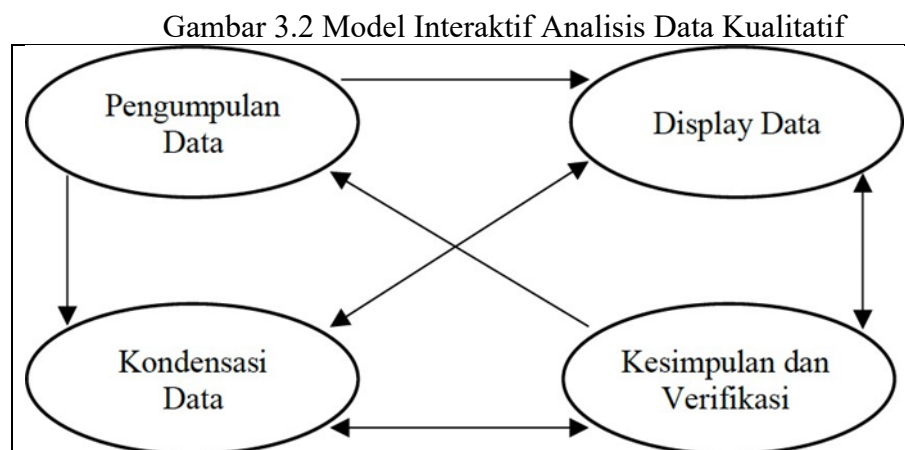 Gambar 3.2 Model Interaktif Analisis Data Kualitatif
Pengumpulan
Data
Display Data
Kondensasi
Data
Kesimpulan dan
Verifikasi